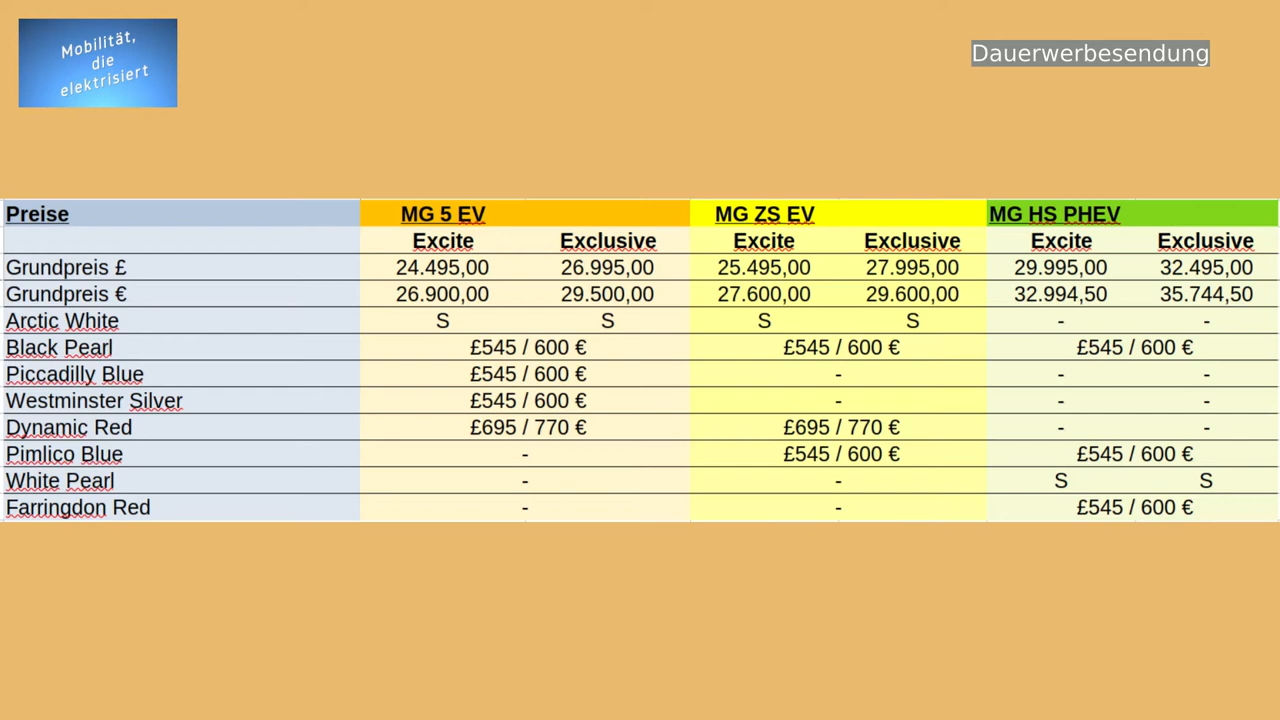 Mobilität,
die
elektrisiert
Dauerwerbesendung
Preise MG 5 EV MG ZS EV MG HS PHEV
Excite Exclusive Excite Exclusive Excite Exclusive
Grundpreis £ 24.495,00 26.995,00 25.495,00 27.995,00 29.995,00 32.495,00
Grundpreis € 26.900,00 29.500,00 27.600,00 29.600,00 32.994,50 35.744,50
Arctic White S S S S - -
Black Pearl £545 / 600 € £545 / 600 € £545 / 600 €
Piccadilly Blue £545 / 600 € - - -
Westminster Silver £545 / 600 € - - -
Dynamic Red £695 / 770 € £695 / 770 € - -
Pimlico Blue - £545 / 600 € £545 / 600 €
White Pearl - - S S
Farringdon Red - - £545 / 600 €